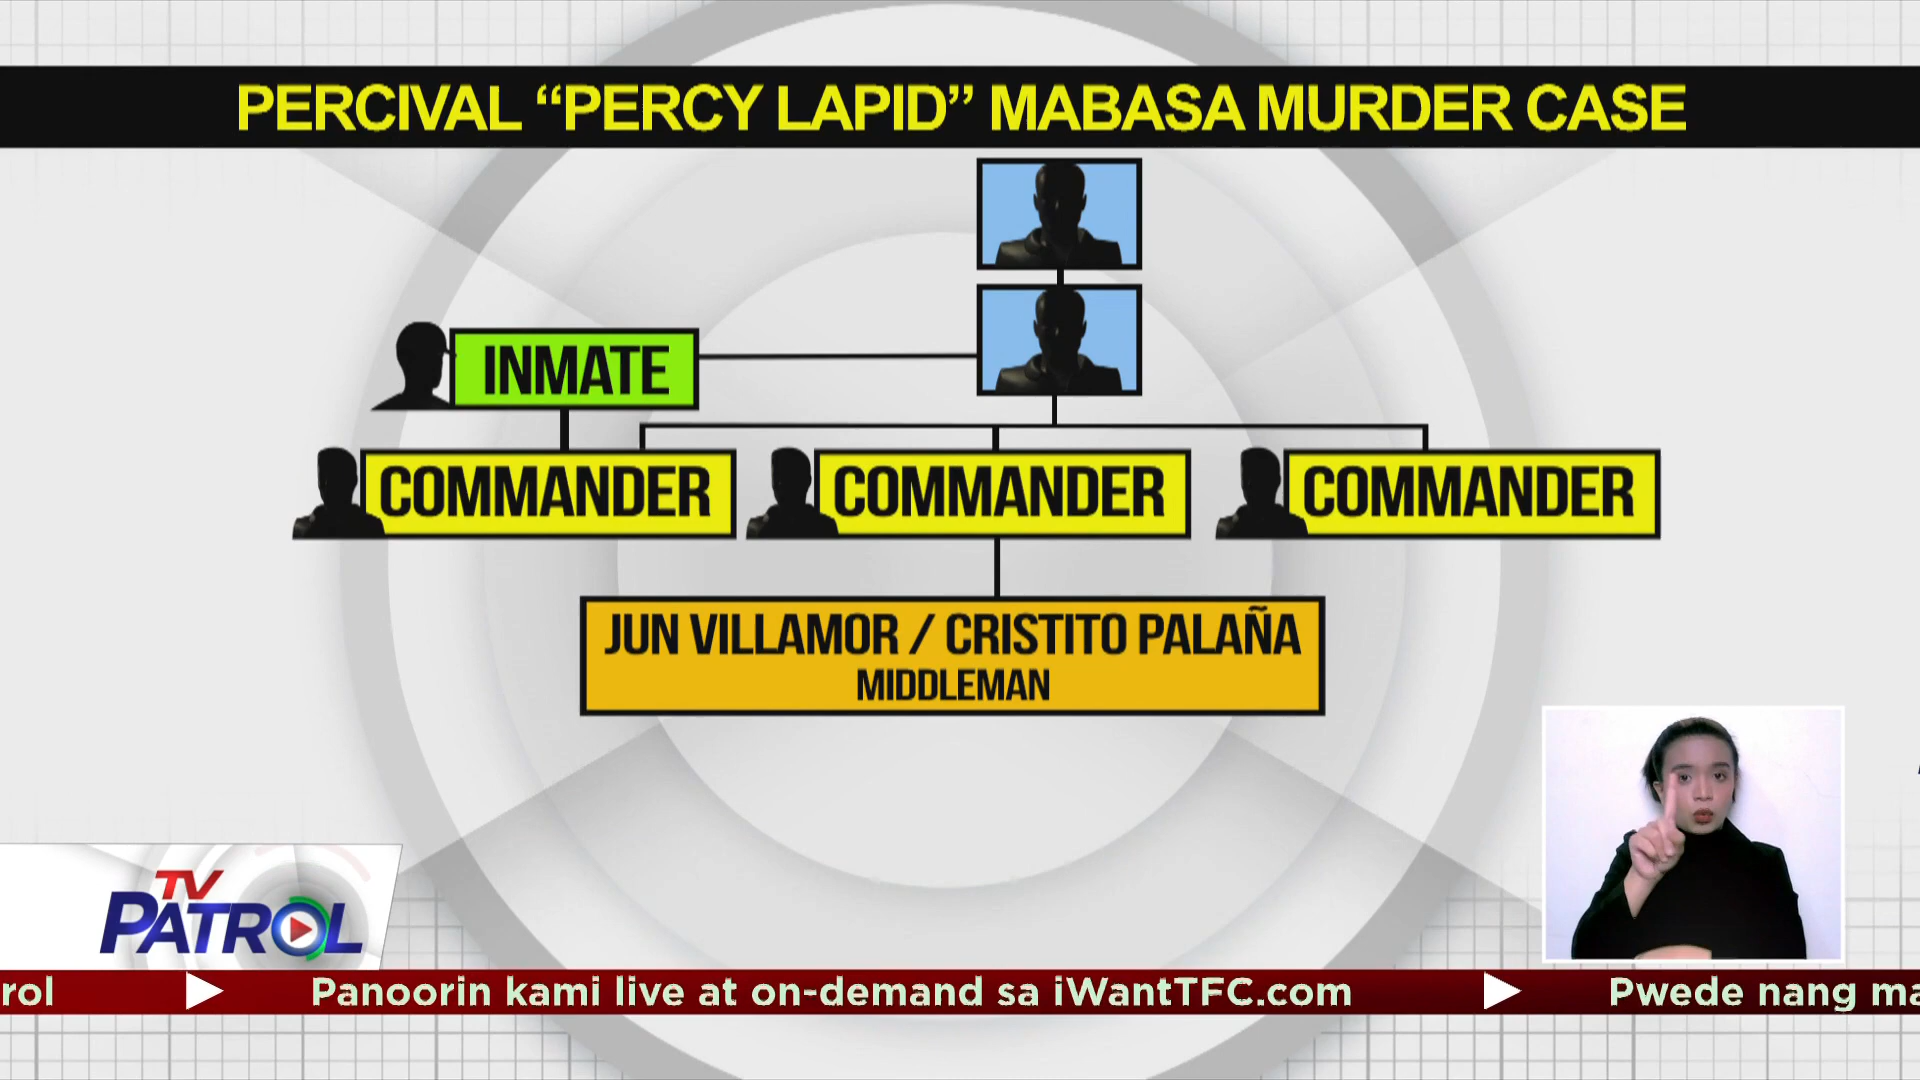 PERCIVAL “PERCY LAPID” MABASA MURDER CASE
INMATE
COMMANDER
COMMANDER
COMMANDER
JUN VILLAMOR / CRISTITO PALAÑA
MIDDLEMAN
TV
PATROL
rol Panoorin kami live at on-demand sa iWantTFC.com Pwede nang ma